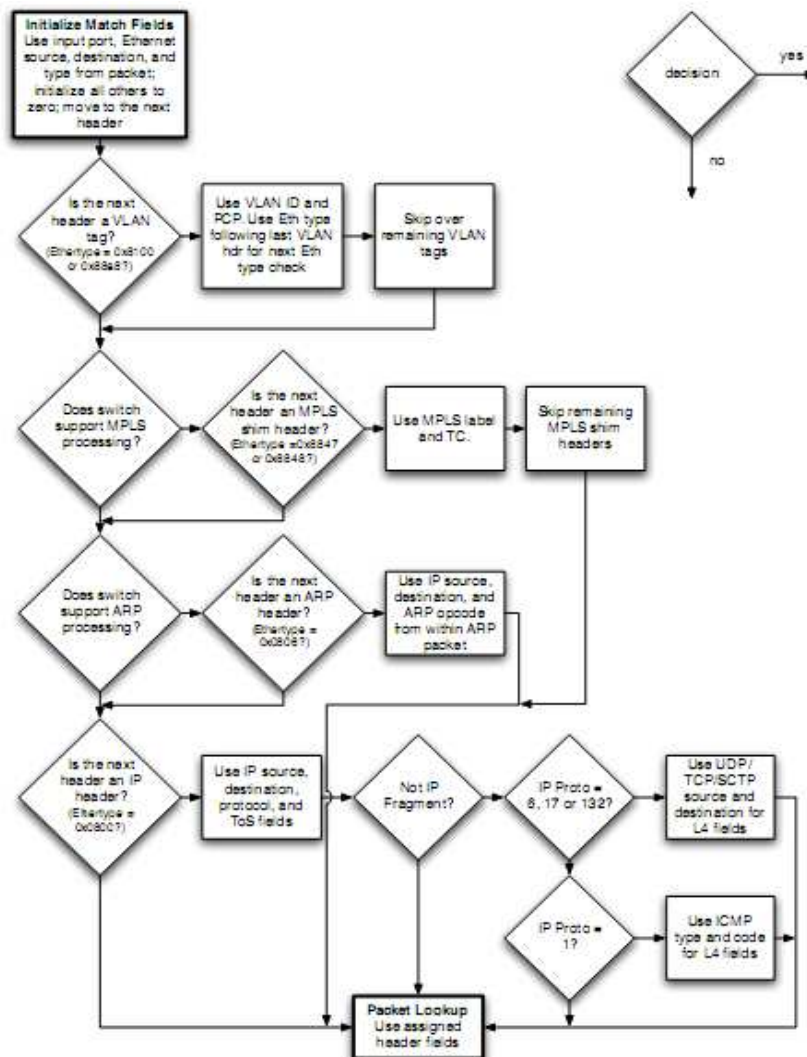 Initialize Match Fields
Use input port, Ethernet
source, destination, and
type from packet;
initialize all others to
zero; move to the next
header
decision
yes
no
Is the next
header a VLAN
tag?
(Ethertype = 0x8100
or 0x88a8?)
Use VLAN ID and
PCP. Use Eth type
following last VLAN
hdr for next Eth
type check
Skip over
remaining VLAN
tags
Does switch
support MPLS
processing?
Is the next
header an MPLS
shim header?
(Ethertype =0x8847
or 0x8848?)
Use MPLS label
and TC.
Skip remaining
MPLS shim
headers
Does switch
support ARP
processing?
Is the next
header an ARP
header?
(Ethertype =
0x0806?)
Use IP source,
destination, and
ARP opcode
from within ARP
packet
Is the next
header an IP
header?
(Ethertype =
0x0800?)
Use IP source,
destination,
protocol, and
ToS fields
Not IP
Fragment?
IP Proto =
6, 17 or 132?
Use UDP/
TCP/SCTP
source and
destination for
L4 fields
IP Proto =
1?
Use ICMP
type and code
for L4 fields
Packet Lookup
Use assigned
header fields